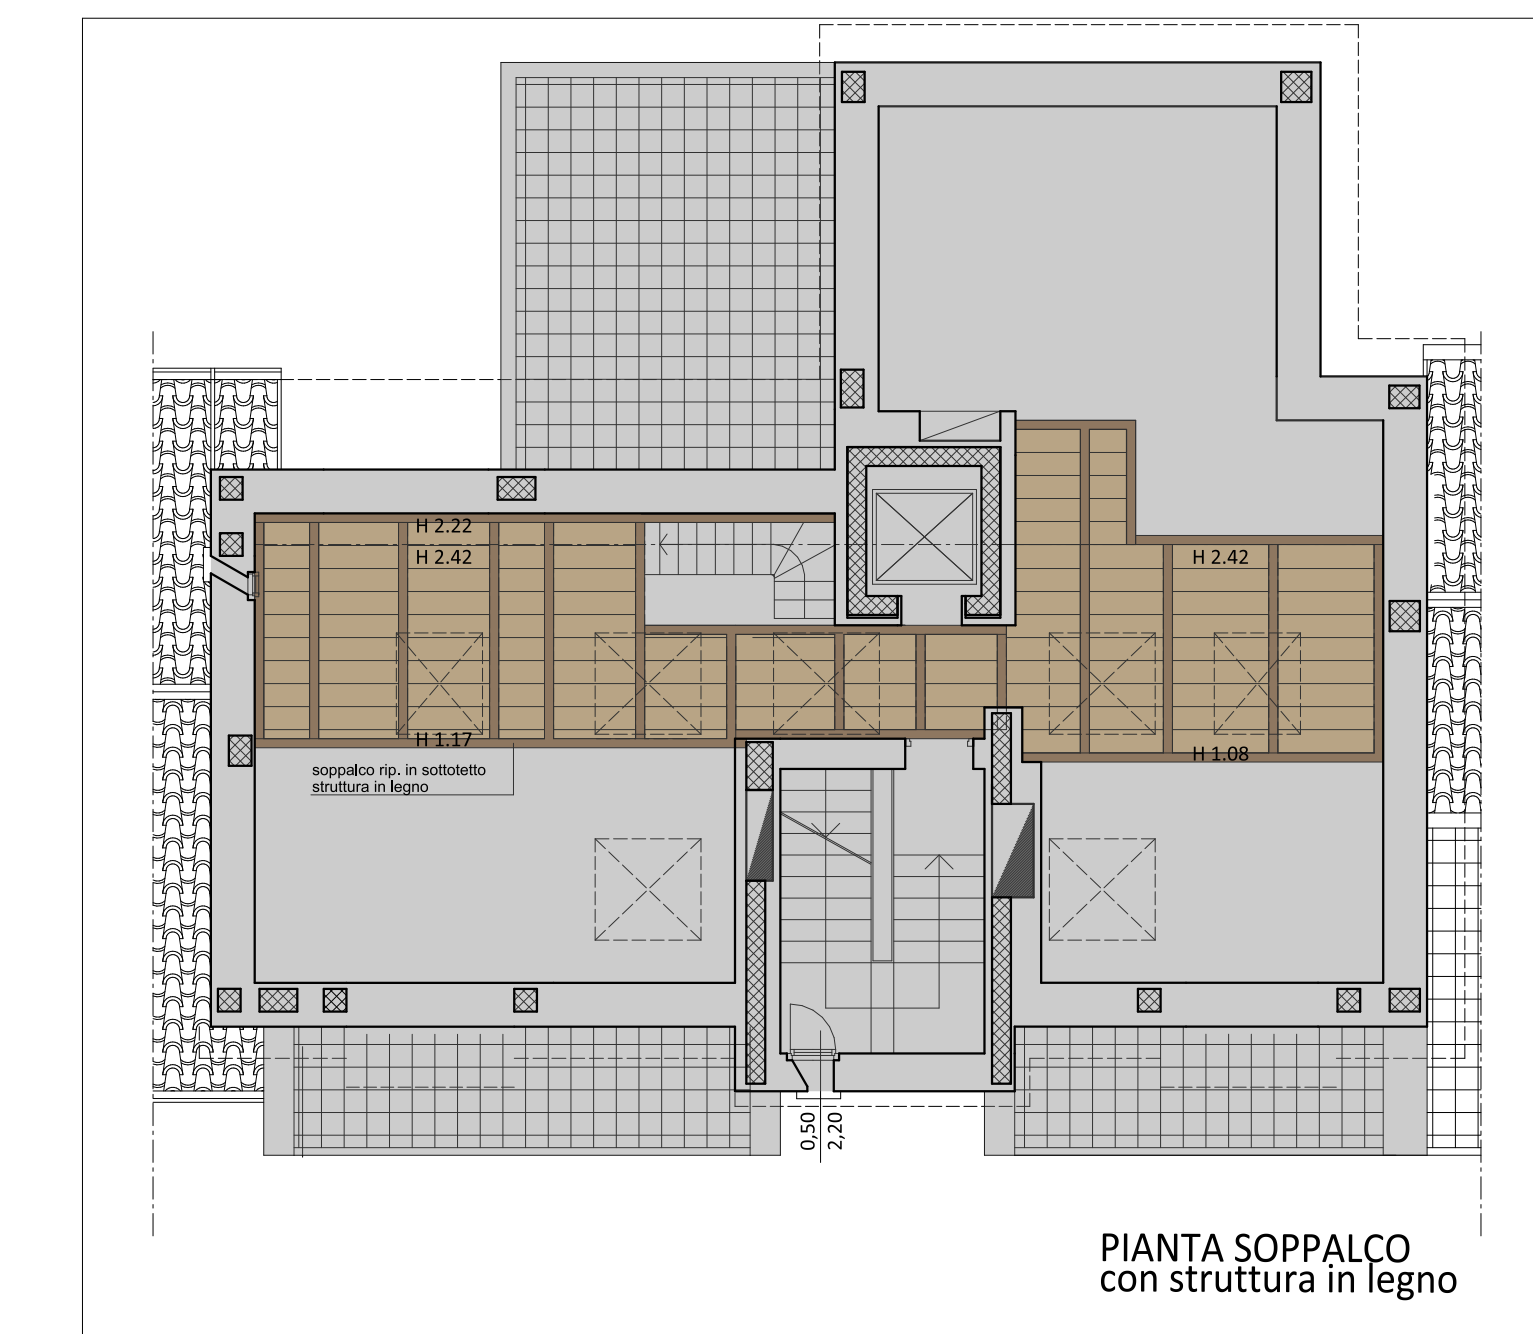 H 2.22
H 2.42
H 2.42
H 1.17
H 1.08
soppalco rip. in sottotetto
struttura in legno
0,50
2,20
PIANTA SOPPALCO
con struttura in legno